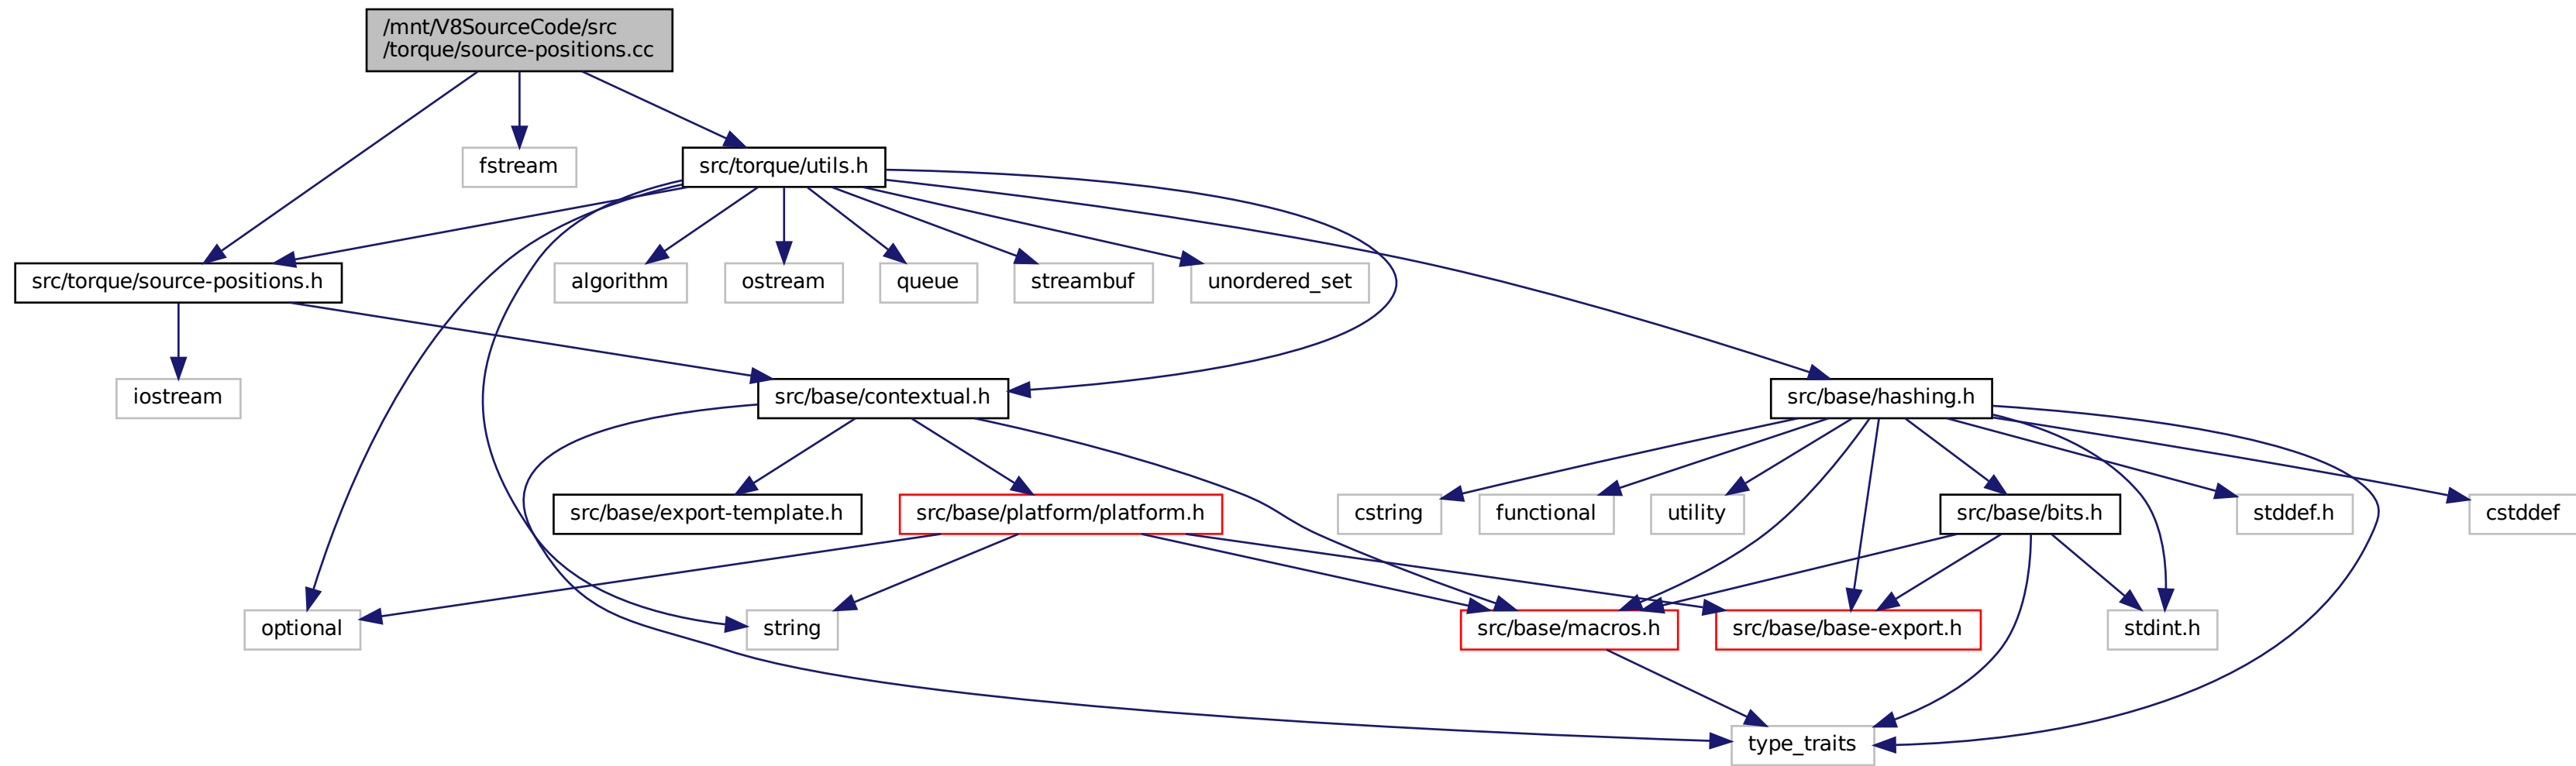 /mnt/V8SourceCode/src
/torque/source-positions.cc
fstream
src/torque/utils.h
src/torque/source-positions.h
algorithm
ostream
queue
streambuf
unordered_set
iostream
src/base/contextual.h
src/base/hashing.h
src/base/export-template.h
src/base/platform/platform.h
cstring
functional
utility
src/base/bits.h
stddef.h
cstddef
optional
string
src/base/macros.h
src/base/base-export.h
stdint.h
type_traits